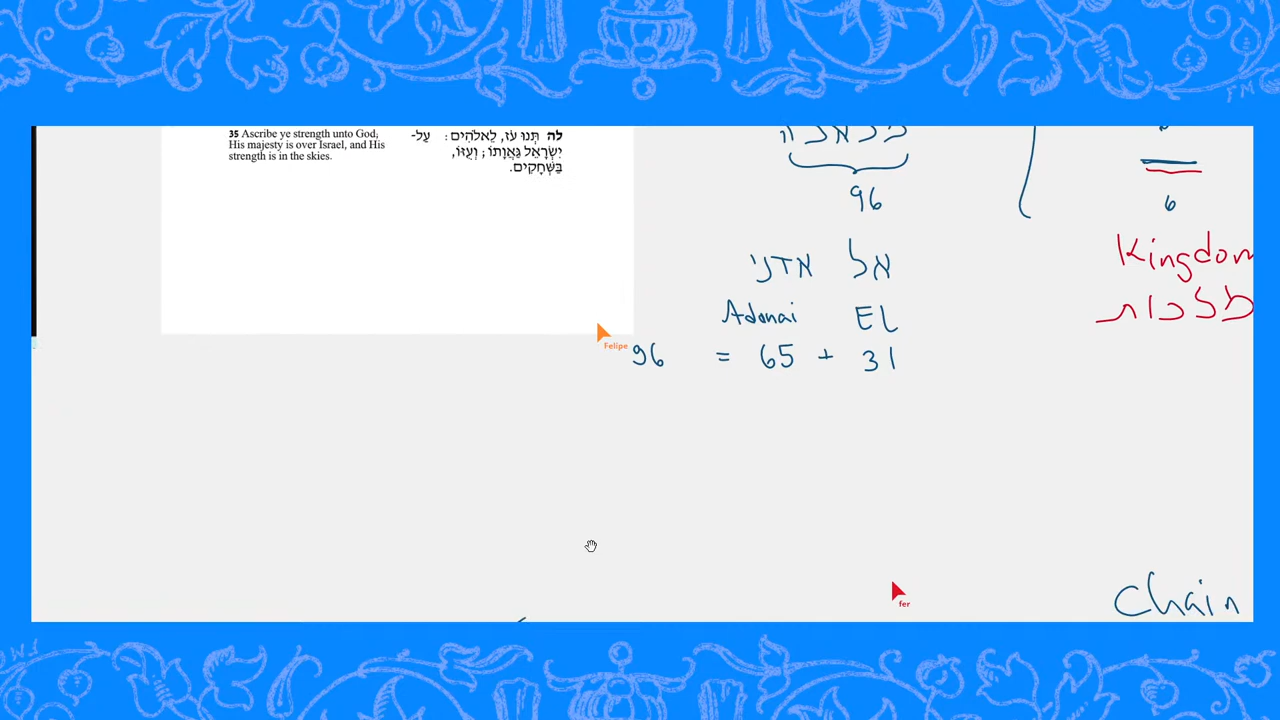 35 Ascribe ye strength unto God;
His majesty is over Israel, and His
strength is in the skies.
לה תְּנוּ עֹז, לֵאלֹהִים: עַל-
יִשְׂרָאֵל גַּאֲוָתוֹ; וְעֻזּוֹ,
בַּשְּׁחָקִים.
96
אל אדני
Adonai El
96 = 65 + 31
6
Kingdom
מלכות
Felipe
fer
Chain